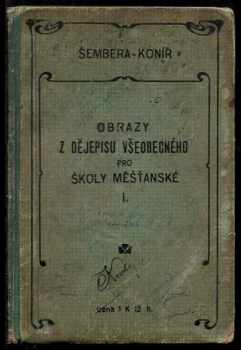 ŠEMBERA-KONÍŘ
OBRAZY
Z DĚJEPISU VŠEOBECNÉHO
PRO
ŠKOLY MĚŠŤANSKÉ
I.
Cena 1 K 12 h.